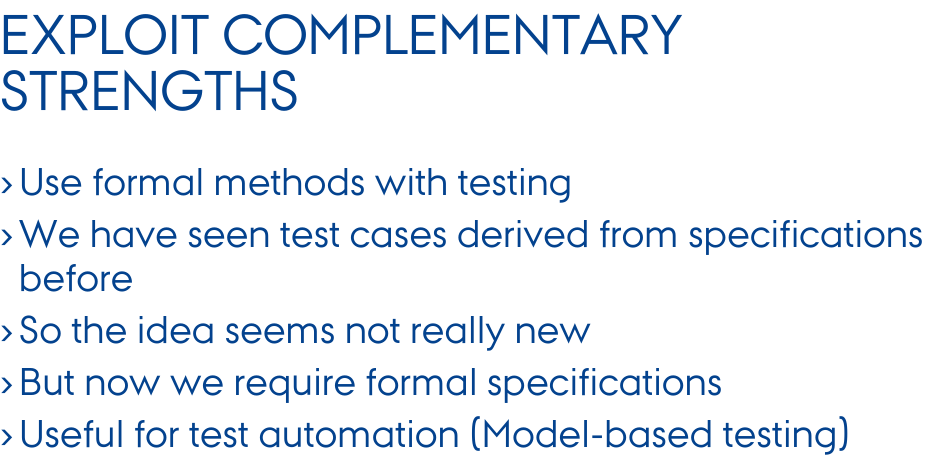 EXPLOIT COMPLEMENTARY
STRENGTHS
› Use formal methods with testing
› We have seen test cases derived from specifications
before
› So the idea seems not really new
› But now we require formal specifications
› Useful for test automation (Model-based testing)